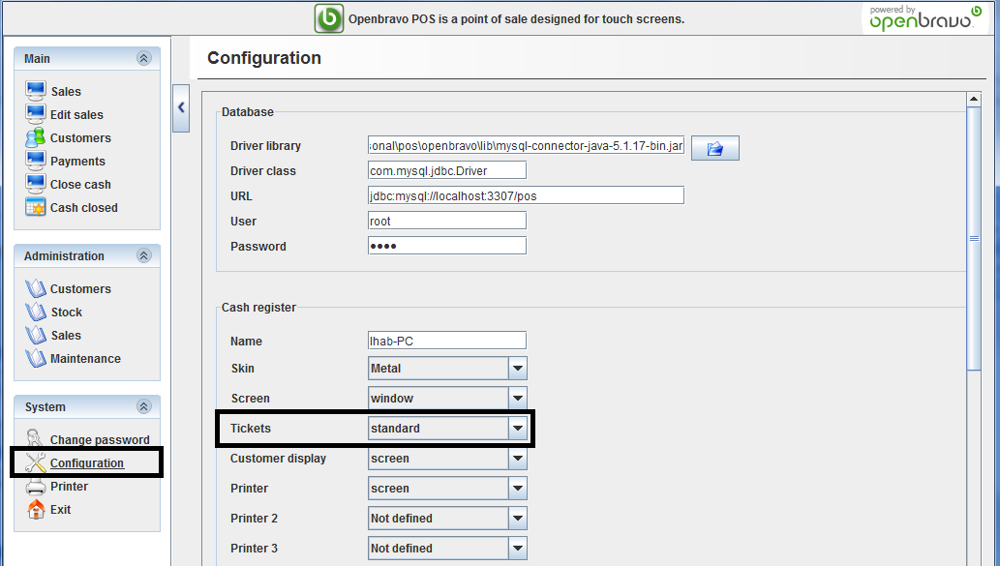 Openbravo POS is a point of sale designed for touch screens.
powered by
openbravo
Main
Sales
Edit sales
Customers
Payments
Close cash
Cash closed
Administration
Customers
Stock
Sales
Maintenance
System
Change password
Configuration
Printer
Exit
Configuration
Database
Driver library
:onal\pos\openbravo\lib\mysql-connector-java-5.1.17-bin.jar
Driver class
com.mysql.jdbc.Driver
URL
jdbc:mysql://localhost:3307/pos
User
root
Password
••••
Cash register
Name
Ihab-PC
Skin
Metal
Screen
window
Tickets
standard
Customer display
screen
Printer
screen
Printer 2
Not defined
Printer 3
Not defined